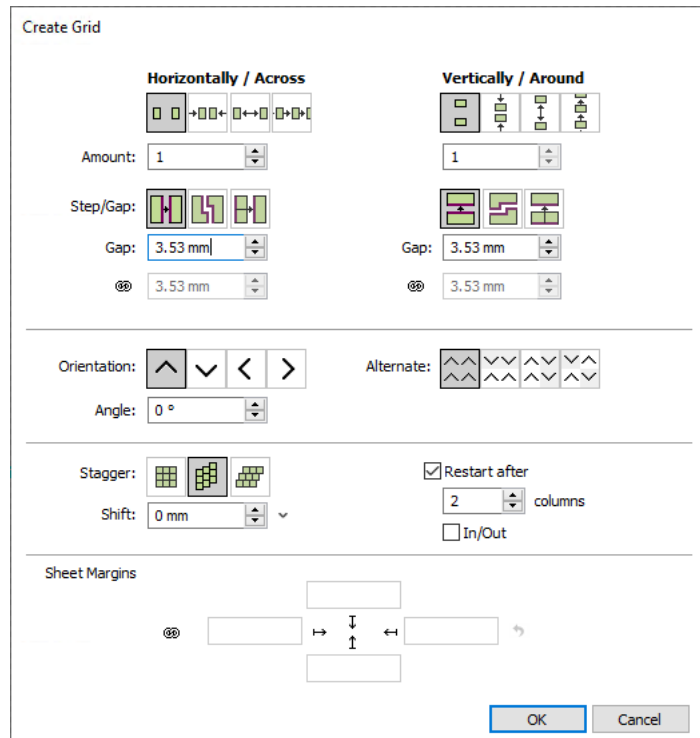 Create Grid
Horizontally / Across Vertically / Around
Amount: 1 1
Step/Gap:
Gap: 3.53 mm Gap: 3.53 mm
3.53 mm 3.53 mm
Orientation: Alternate:
Angle: 0 °
Stagger: Restart after
Shift: 0 mm 2 columns
In/Out
Sheet Margins
OK Cancel